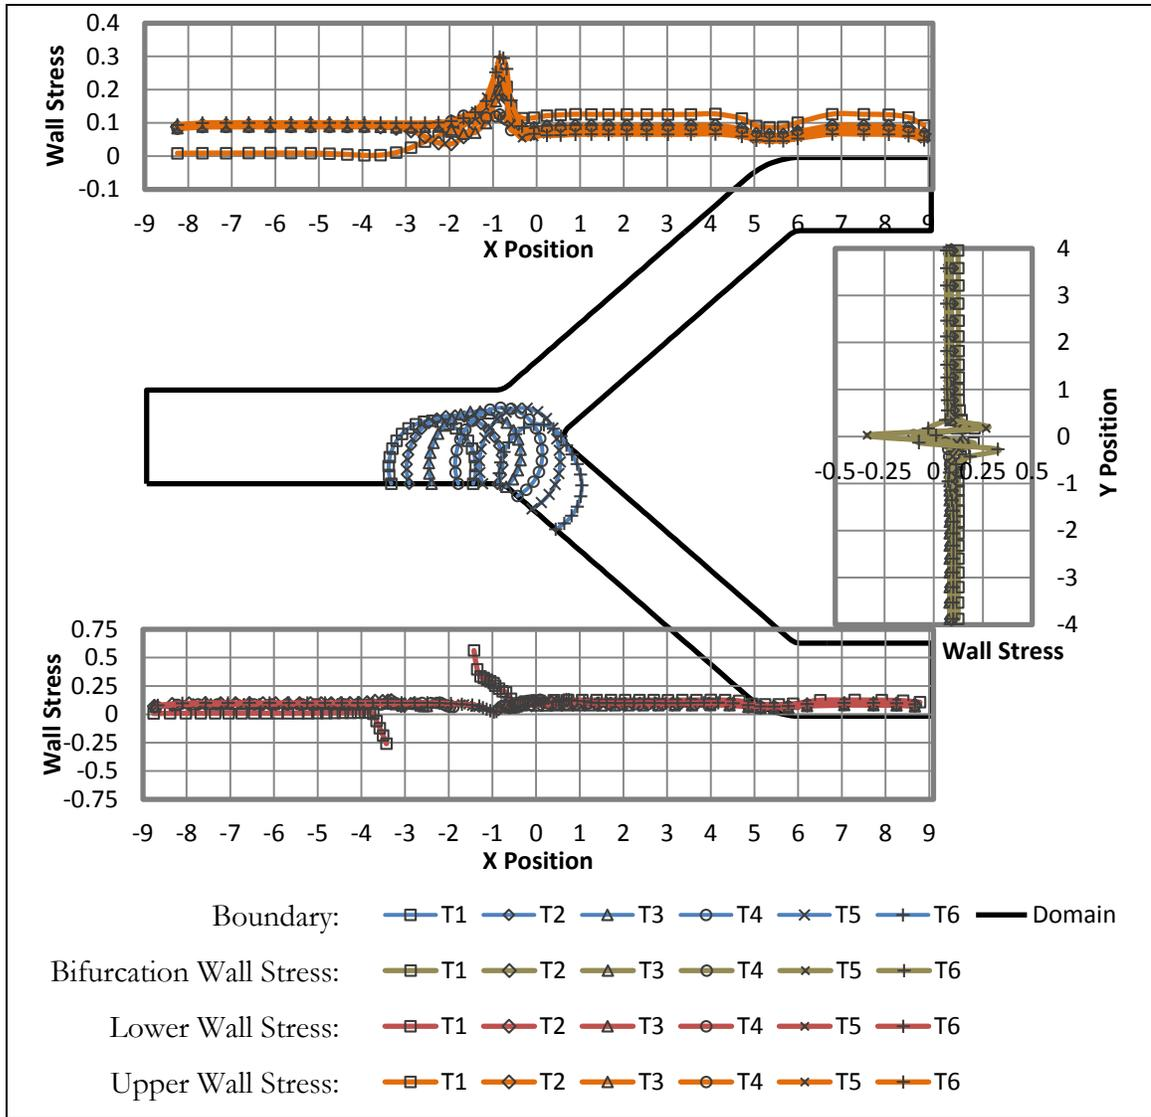 0.4
0.3
0.2
0.1
0
-0.1
Wall Stress
-9 -8 -7 -6 -5 -4 -3 -2 -1 0 1 2 3 4 5 6 7 8 9
X Position
4
3
2
1
0
-1
-2
-3
-4
Y Position
-0.5 -0.25 0 0.25 0.5
Wall Stress
0.75
0.5
0.25
0
-0.25
-0.5
-0.75
Wall Stress
-9 -8 -7 -6 -5 -4 -3 -2 -1 0 1 2 3 4 5 6 7 8 9
X Position
Boundary: T1 T2 T3 T4 T5 T6 Domain
Bifurcation Wall Stress: T1 T2 T3 T4 T5 T6
Lower Wall Stress: T1 T2 T3 T4 T5 T6
Upper Wall Stress: T1 T2 T3 T4 T5 T6